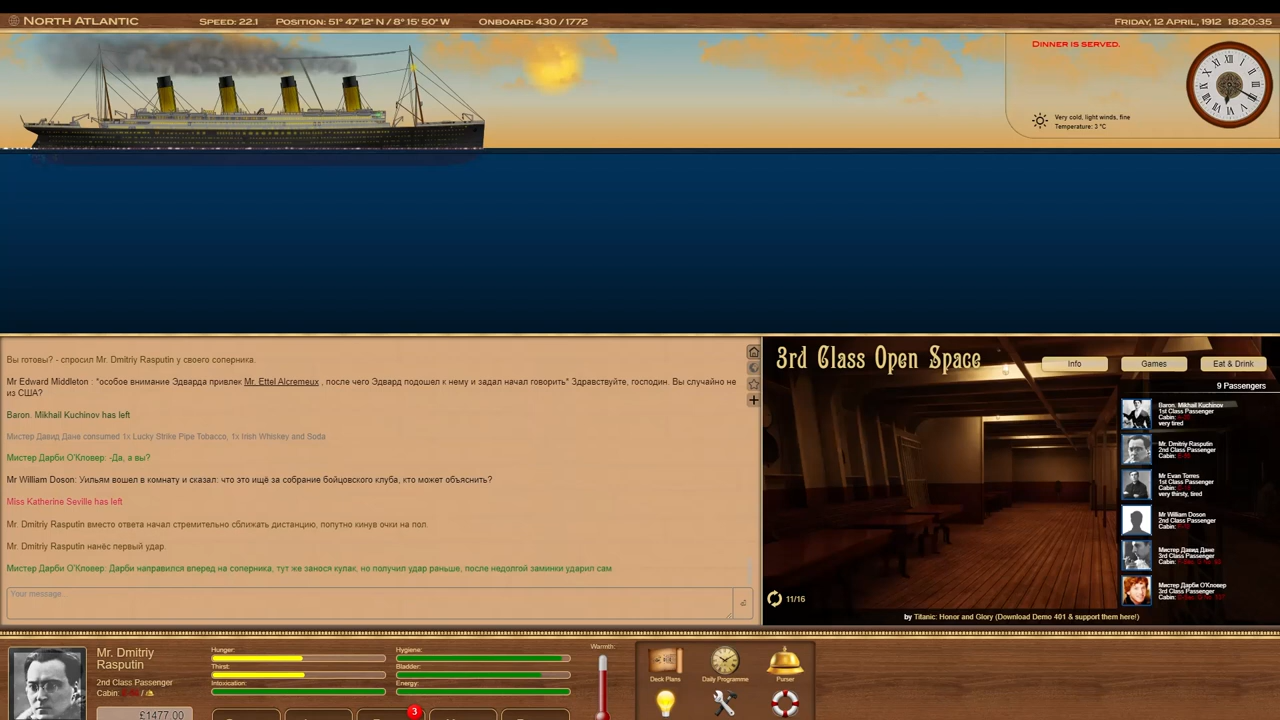 North Atlantic
Speed: 22.1 Position: 51° 47'12" N / 8° 15' 50" W Onboard: 430 / 1772
Friday, 12 April, 1912 18:20:35
Dinner is served.
Very cold, light winds, fine
Temperature: 3 °C
Вы готовы? - спросил Mr. Dmitriy Rasputin у своего соперника.
Mr Edward Middleton : *особое внимание Эдварда привлек Mr. Ettel Alcremeux , после чего Эдвард подошел к нему и задал начал говорить* Здравствуйте, господин. Вы случайно не
из США?
Baron. Mikhail Kuchinov has left
Мистер Давид Дане consumed 1x Lucky Strike Pipe Tobacco, 1x Irish Whiskey and Soda
Мистер Дарби О'Кловер: -Да, а вы?
Mr William Doson: Уильям вошел в комнату и сказал: что это ищё за собрание бойцовского клуба, кто может объяснить?
Miss Katherine Seville has left
Mr. Dmitriy Rasputin вместо ответа начал стремительно сближать дистанцию, попутно кинув очки на пол.
Mr. Dmitriy Rasputin нанёс первый удар.
Мистер Дарби О'Кловер: Дарби направился вперед на соперника, тут же занося кулак, но получил удар раньше, после недолгой заминки ударил сам
Your message...
3rd Class Open Space
Info
Games
Eat & Drink
9 Passengers
Baron. Mikhail Kuchinov
1st Class Passenger
Cabin:
very tired
Mr. Dmitriy Rasputin
2nd Class Passenger
Cabin:
Mr Evan Torres
1st Class Passenger
Cabin:
very thirsty, tired
Mr William Doson
2nd Class Passenger
Cabin:
Мистер Давид Дане
3rd Class Passenger
Cabin:
Мистер Дарби О'Кловер
3rd Class Passenger
Cabin:
11/16
by Titanic: Honor and Glory (Download Demo 401 & support them here!)
Mr. Dmitriy
Rasputin
2nd Class Passenger
Cabin:
£1477.00
Hunger:
Thirst:
Intoxication:
Hygiene:
Bladder:
Energy:
Warmth:
3
Deck Plans
Daily Programme
Purser